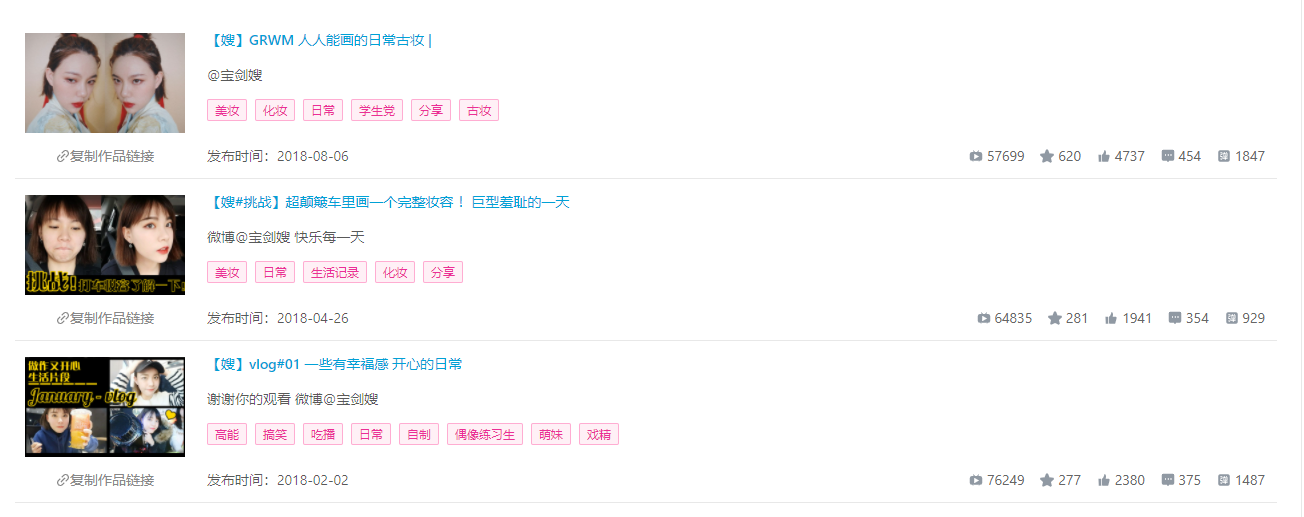 【嫂】GRWM 人人能画的日常古妆 |
@宝剑嫂
美妆 化妆 日常 学生党 分享 古妆
复制作品链接 发布时间：2018-08-06 57699 620 4737 454 弹 1847
【嫂#挑战】超颠簸车里画一个完整妆容！ 巨型羞耻的一天
微博@宝剑嫂 快乐每一天
美妆 日常 生活记录 化妆 分享
挑战!打车妆容了解一下
复制作品链接 发布时间：2018-04-26 64835 281 1941 354 弹 929
【嫂】vlog#01 一些有幸福感 开心的日常
做作又开心
生活片段
January-vlog
谢谢你的观看 微博@宝剑嫂
高能 搞笑 吃播 日常 自制 偶像练习生 萌妹 戏精
复制作品链接 发布时间：2018-02-02 76249 277 2380 375 弹 1487